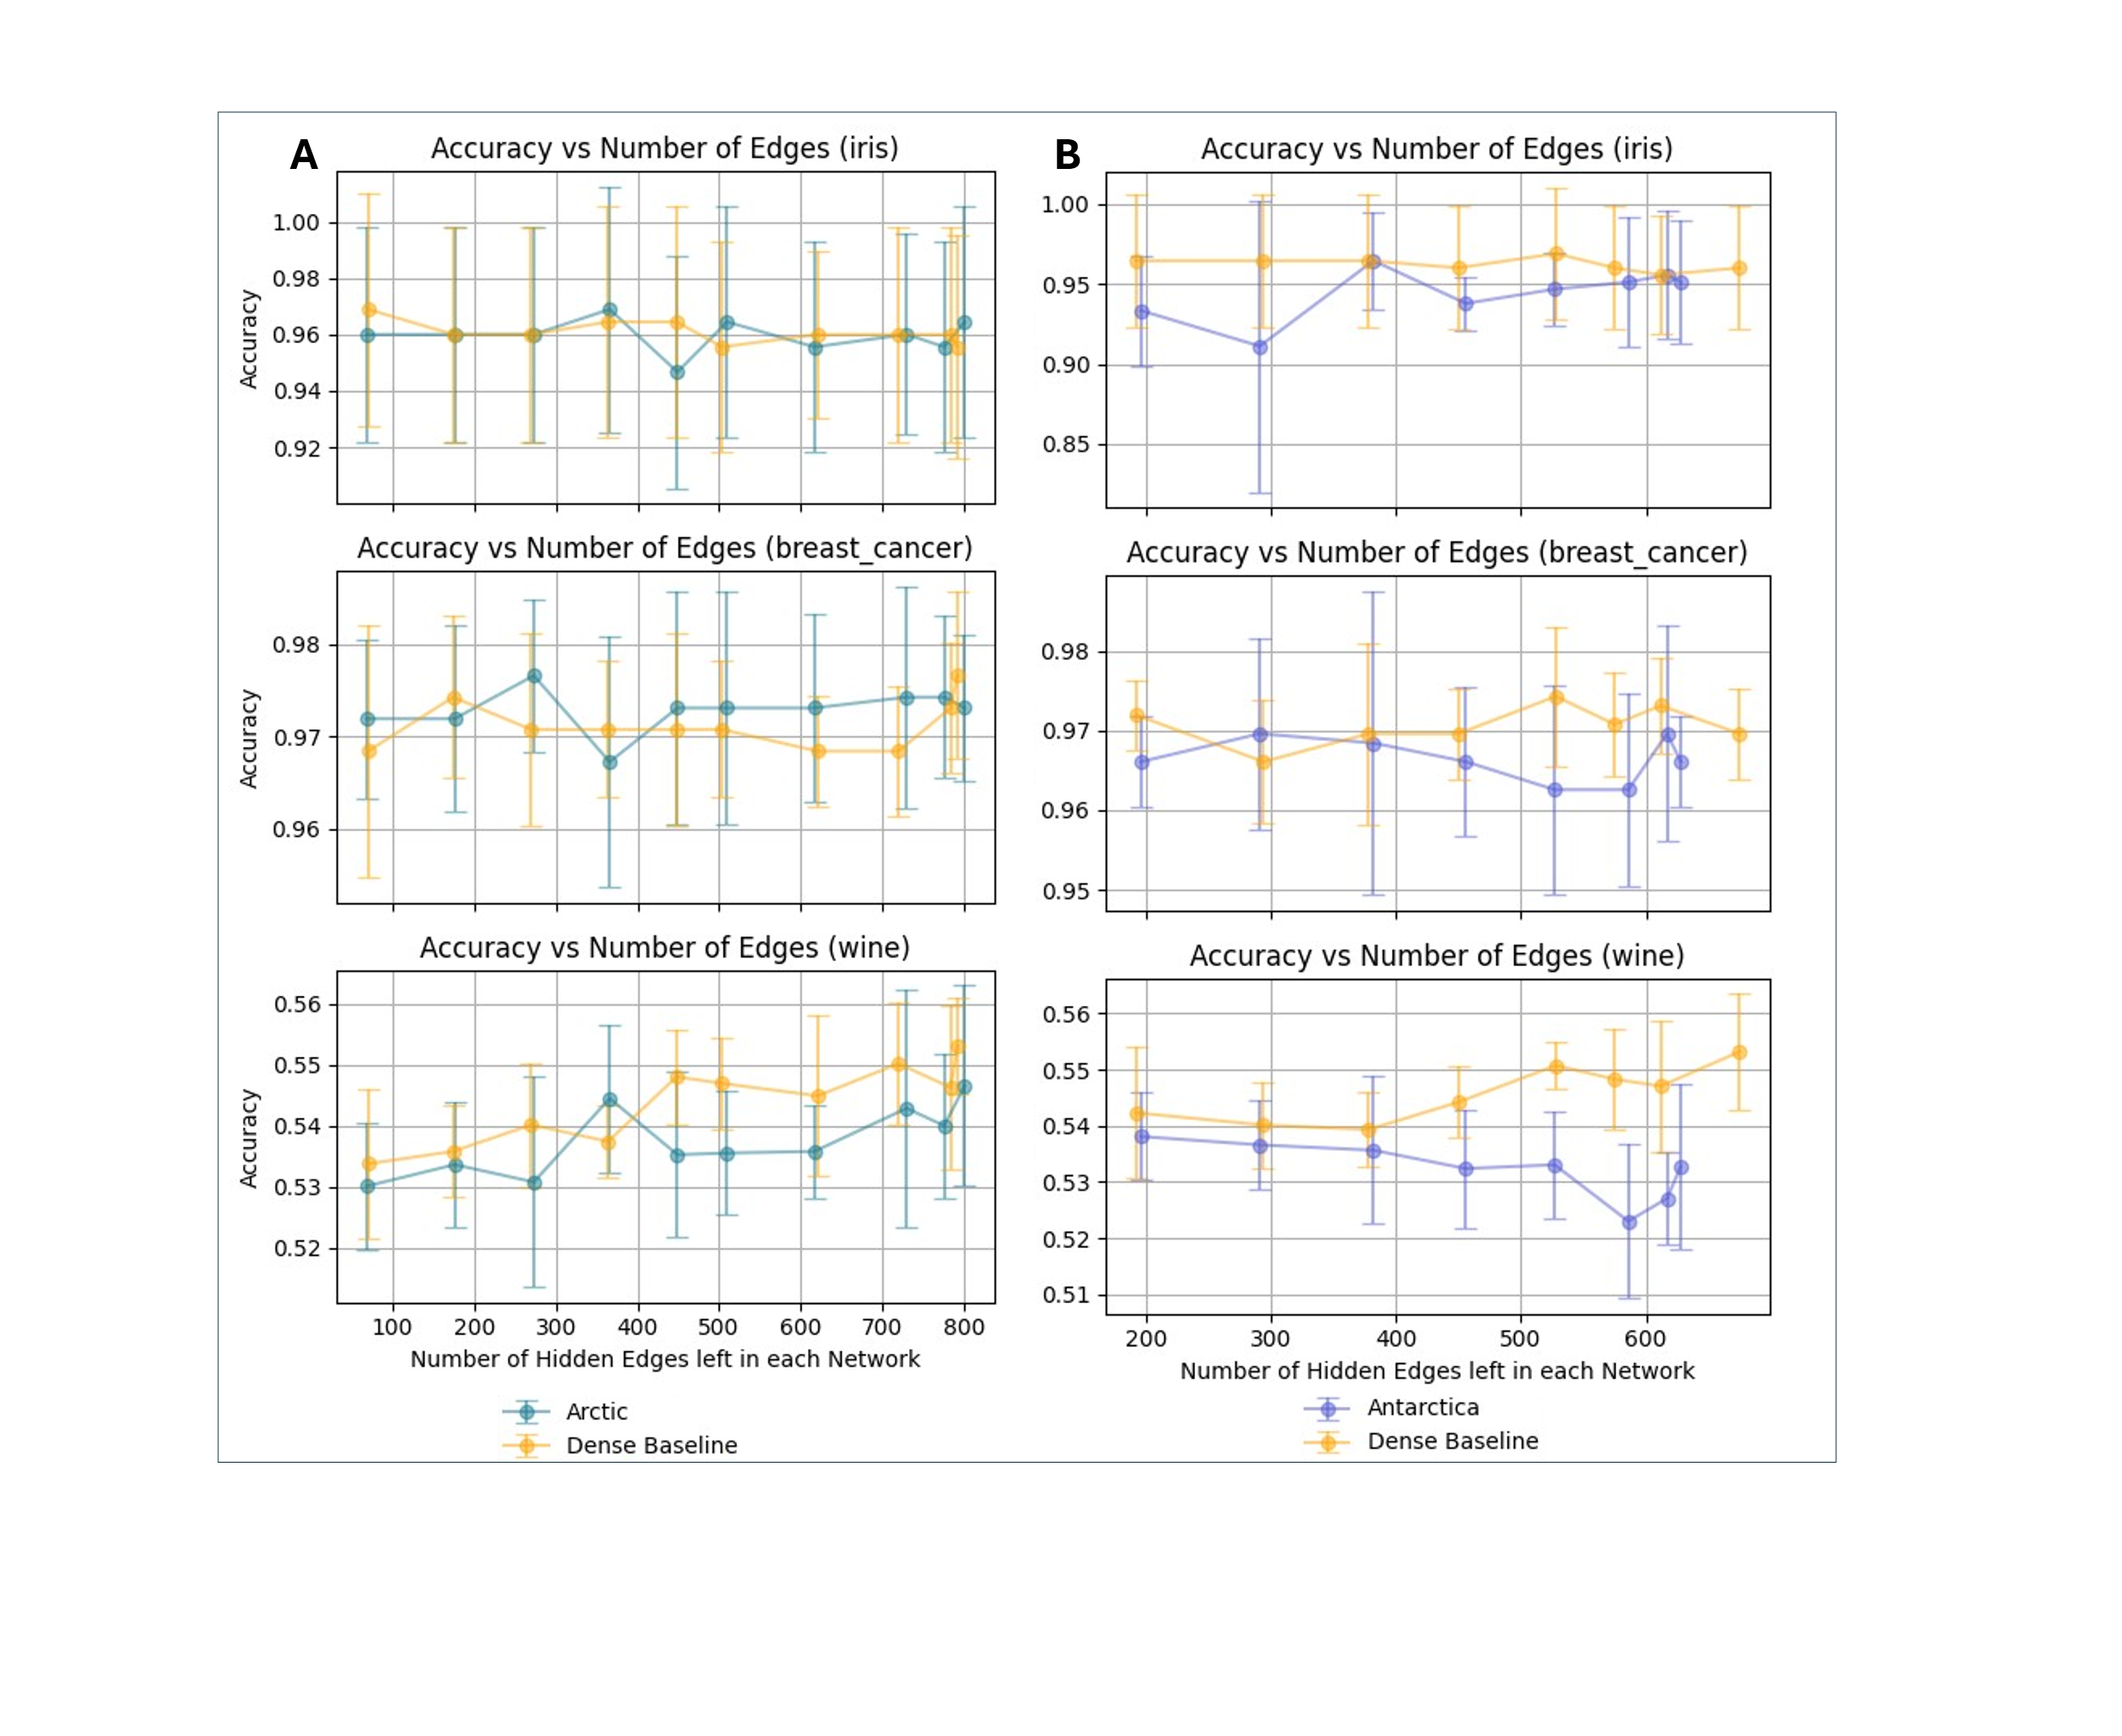 A
Accuracy vs Number of Edges (iris)
1.00
0.98
0.96
0.94
0.92
Accuracy
Accuracy vs Number of Edges (breast_cancer)
0.98
0.97
0.96
Accuracy
Accuracy vs Number of Edges (wine)
0.56
0.55
0.54
0.53
0.52
Accuracy
100 200 300 400 500 600 700 800
Number of Hidden Edges left in each Network
Arctic
Dense Baseline
B
Accuracy vs Number of Edges (iris)
1.00
0.95
0.90
0.85
Accuracy vs Number of Edges (breast_cancer)
0.98
0.97
0.96
0.95
Accuracy vs Number of Edges (wine)
0.56
0.55
0.54
0.53
0.52
0.51
200 300 400 500 600
Number of Hidden Edges left in each Network
Antarctica
Dense Baseline